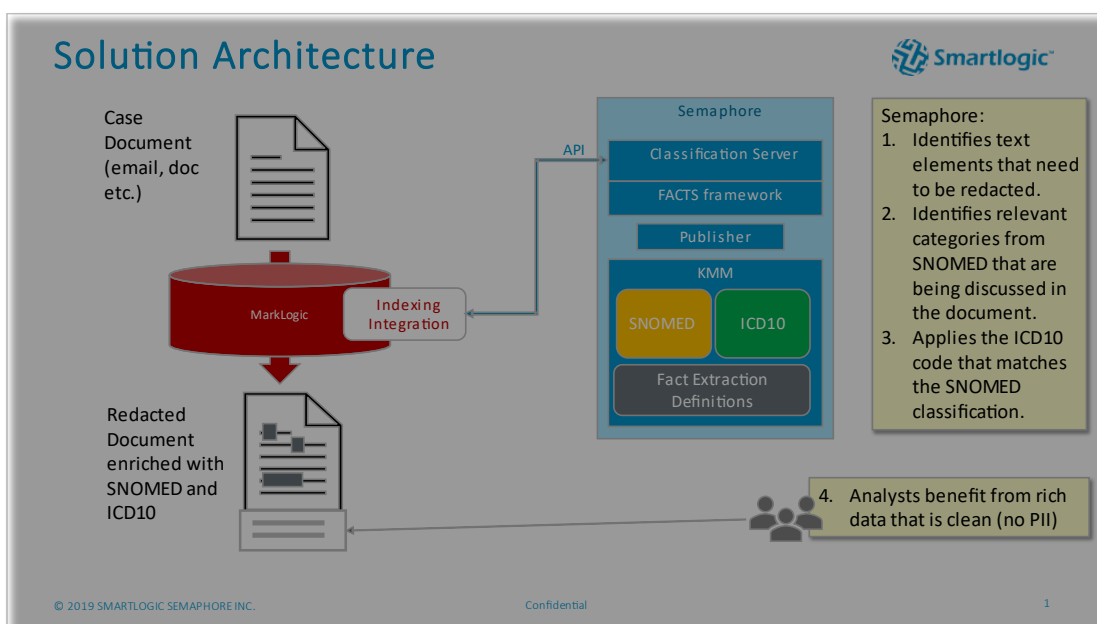 Solution Architecture
Smartlogic™
Case
Document
(email, doc
etc.)
MarkLogic
Indexing
Integration
API
Semaphore
Classification Server
FACTS framework
Publisher
KMM
SNOMED
ICD10
Fact Extraction
Definitions
Semaphore:
1. Identifies text
elements that need
to be redacted.
2. Identifies relevant
categories from
SNOMED that are
being discussed in
the document.
3. Applies the ICD10
code that matches
the SNOMED
classification.
Redacted
Document
enriched with
SNOMED and
ICD10
4. Analysts benefit from rich
data that is clean (no PII)
© 2019 SMARTLOGIC SEMAPHORE INC.
Confidential
1